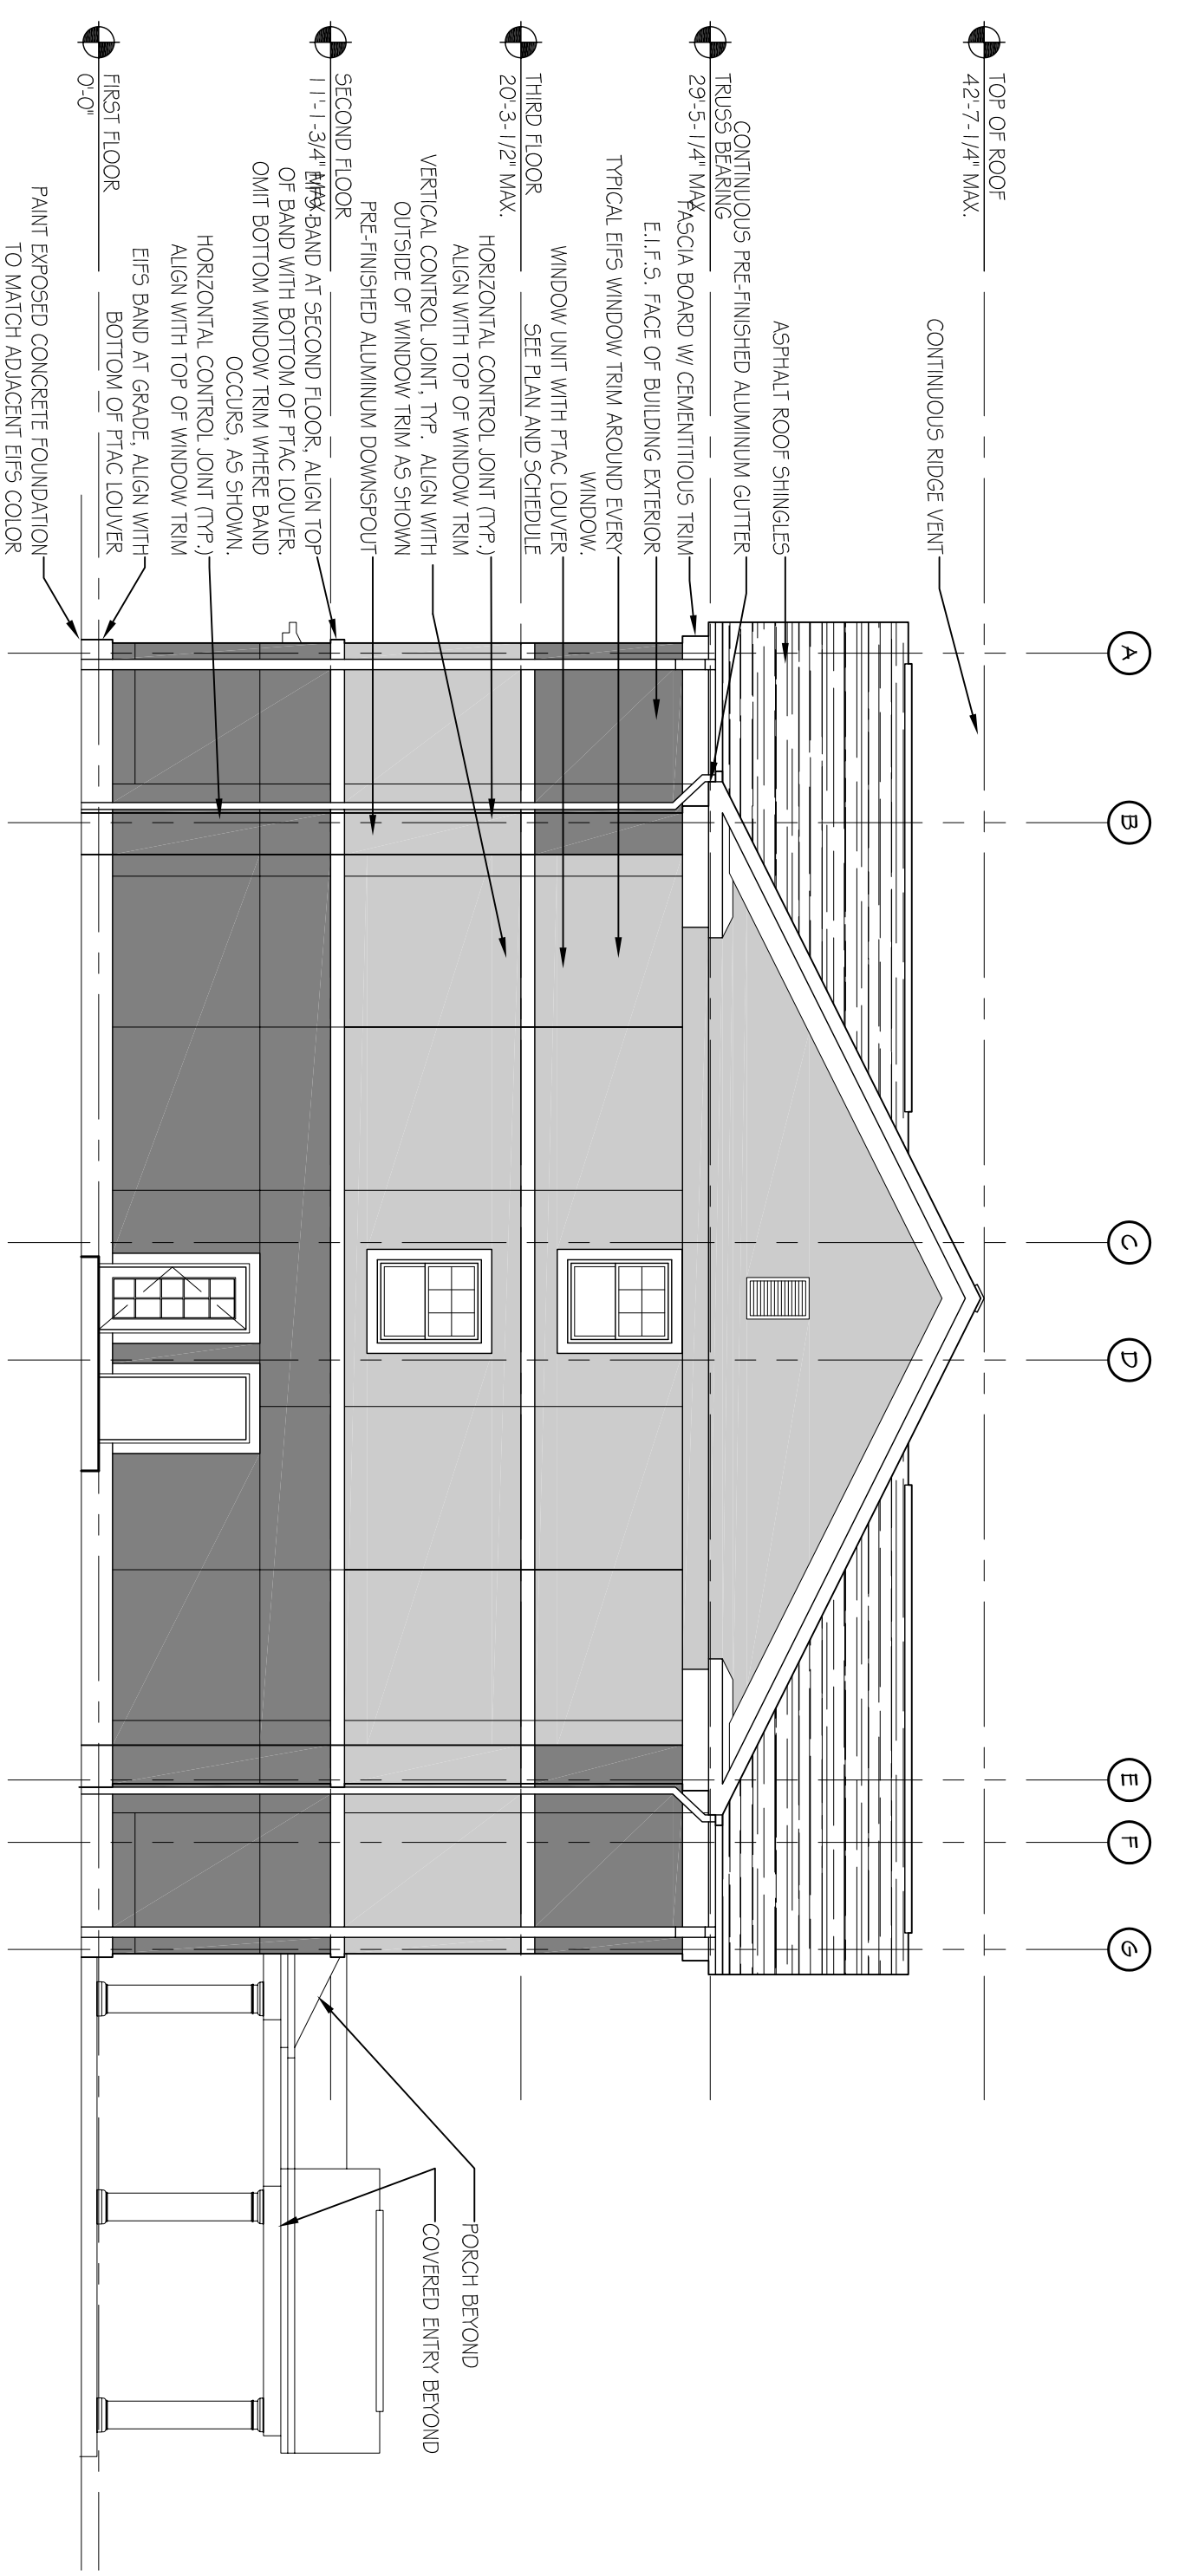 A
B
C
D
E
F
G
TOP OF ROOF
42'-7-1/4" MAX.
CONTINUOUS RIDGE VENT
ASPHALT ROOF SHINGLES
CONTINUOUS PRE-FINISHED ALUMINUM GUTTER
TRUSS BEARING
29'-5-1/4" MAX.
FASCIA BOARD W/ CEMENTITIOUS TRIM
E.I.F.S. FACE OF BUILDING EXTERIOR
TYPICAL EIFS WINDOW TRIM AROUND EVERY
WINDOW.
WINDOW UNIT WITH PTAC LOUVER
SEE PLAN AND SCHEDULE
THIRD FLOOR
20'-3-1/2" MAX.
HORIZONTAL CONTROL JOINT (TYP.)
ALIGN WITH TOP OF WINDOW TRIM
VERTICAL CONTROL JOINT, TYP. ALIGN WITH
OUTSIDE OF WINDOW TRIM AS SHOWN
PRE-FINISHED ALUMINUM DOWNSPOUT
SECOND FLOOR
11'-1-3/4" MAX.
EIFS BAND AT SECOND FLOOR, ALIGN TOP
OF BAND WITH BOTTOM OF PTAC LOUVER.
OMIT BOTTOM WINDOW TRIM WHERE BAND
OCCURS, AS SHOWN.
HORIZONTAL CONTROL JOINT (TYP.)
ALIGN WITH TOP OF WINDOW TRIM
EIFS BAND AT GRADE, ALIGN WITH
BOTTOM OF PTAC LOUVER
FIRST FLOOR
0'-0"
PAINT EXPOSED CONCRETE FOUNDATION
TO MATCH ADJACENT EIFS COLOR
PORCH BEYOND
COVERED ENTRY BEYOND